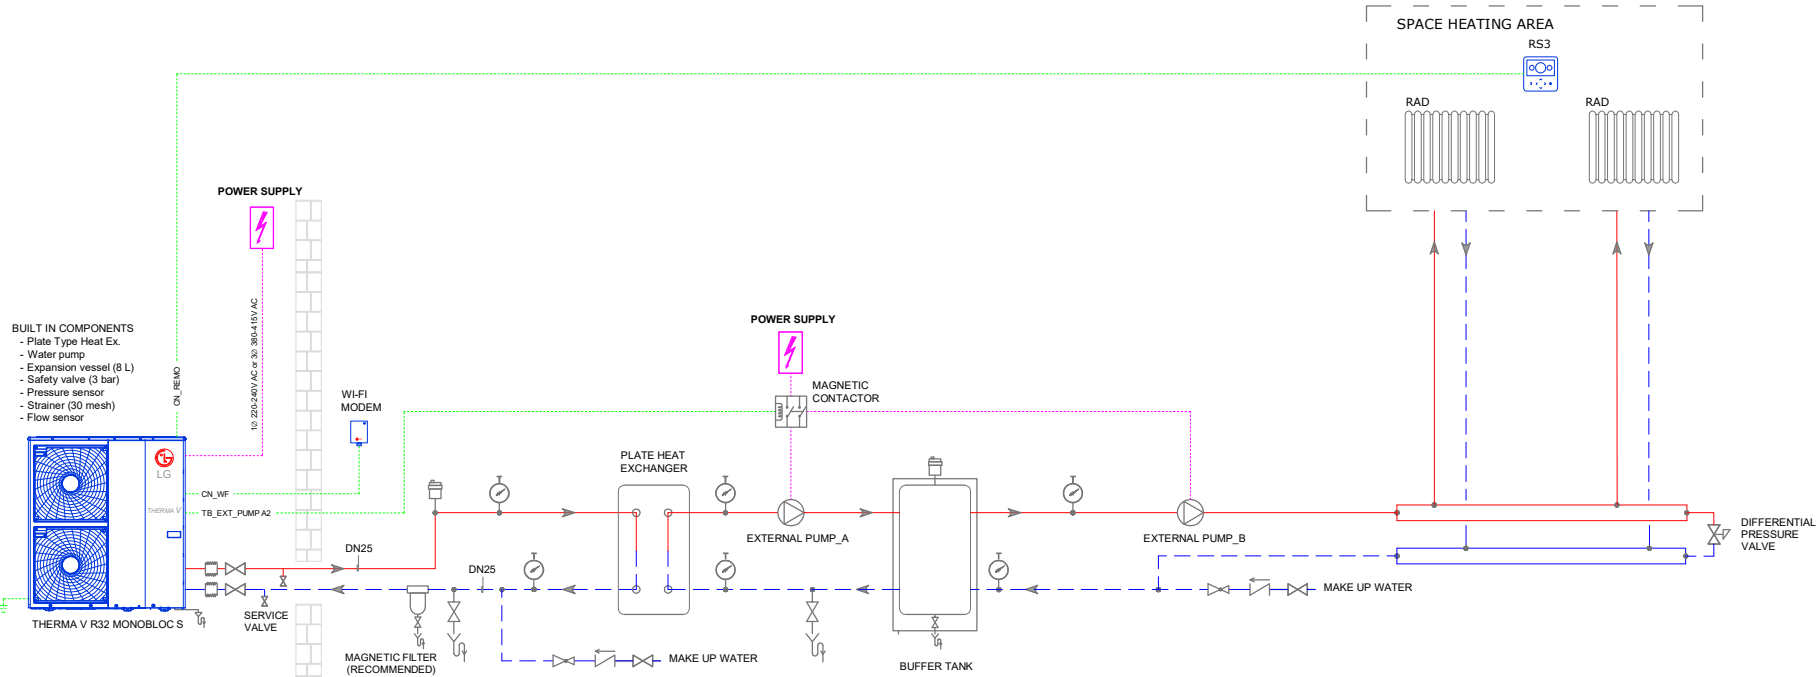 SPACE HEATING AREA
RS3
RAD
RAD
POWER SUPPLY
1∅ 220-240V AC or 3∅ 380-415V AC
POWER SUPPLY
BUILT IN COMPONENTS
- Plate Type Heat Ex.
- Water pump
- Expansion vessel (8 L)
- Safety valve (3 bar)
- Pressure sensor
- Strainer (30 mesh)
- Flow sensor
CN_REMO
WI-FI
MODEM
MAGNETIC
CONTACTOR
PLATE HEAT
EXCHANGER
LG
THERMA V
CN_WF
TB_EXT_PUMP A2
DN25
EXTERNAL PUMP_A
EXTERNAL PUMP_B
DIFFERENTIAL
PRESSURE
VALVE
DN25
MAKE UP WATER
SERVICE
VALVE
THERMA V R32 MONOBLOC S
MAGNETIC FILTER
(RECOMMENDED)
MAKE UP WATER
BUFFER TANK